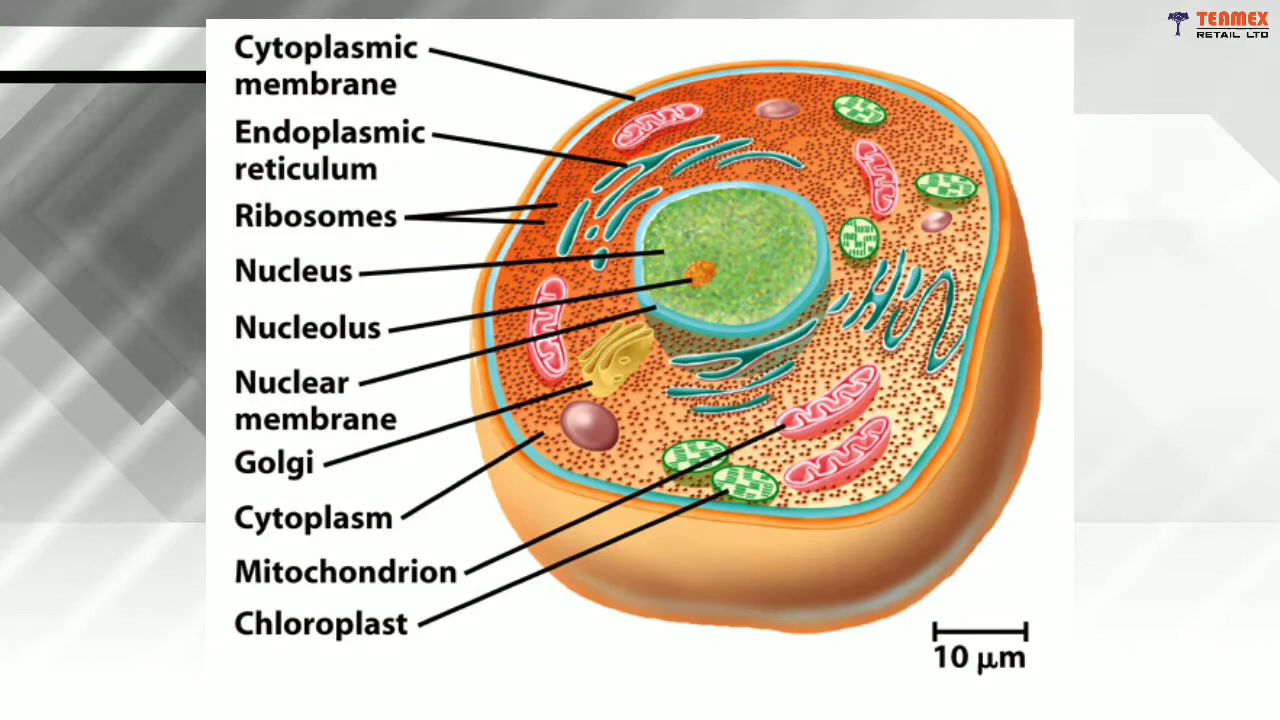 TEAMEX
RETAIL LTD
Cytoplasmic
membrane
Endoplasmic
reticulum
Ribosomes
Nucleus
Nucleolus
Nuclear
membrane
Golgi
Cytoplasm
Mitochondrion
Chloroplast
10 μm